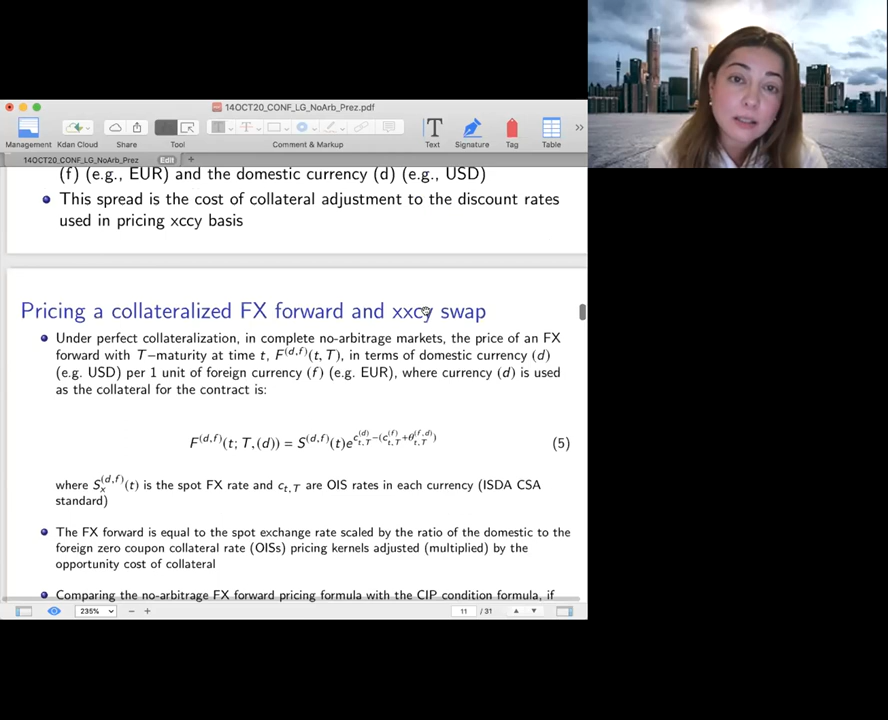 14OCT20_CONF_LG_NoArb_Prez.pdf
Management Kdan Cloud Share Tool Comment & Markup Text Signature Tag Table
14OCT20_CONF_LG_NoArb_Prez Edit
(f) (e.g., EUR) and the domestic currency (d) (e.g., USD)
This spread is the cost of collateral adjustment to the discount rates
used in pricing xccy basis
Pricing a collateralized FX forward and xxcy swap
Under perfect collateralization, in complete no-arbitrage markets, the price of an FX
forward with T−maturity at time t, F^{(d,f)}(t, T), in terms of domestic currency (d)
(e.g. USD) per 1 unit of foreign currency (f) (e.g. EUR), where currency (d) is used
as the collateral for the contract is:
F^{(d,f)}(t; T,(d)) = S^{(d,f)}(t)e^{c_{t,T}^{(d)}−(c_{t,T}^{(f)}+θ_{t,T}^{(f,d)})} (5)
where S_x^{(d,f)}(t) is the spot FX rate and c_{t,T} are OIS rates in each currency (ISDA CSA
standard)
The FX forward is equal to the spot exchange rate scaled by the ratio of the domestic to the
foreign zero coupon collateral rate (OISs) pricing kernels adjusted (multiplied) by the
opportunity cost of collateral
Comparing the no-arbitrage FX forward pricing formula with the CIP condition formula, if
235% 11 / 31